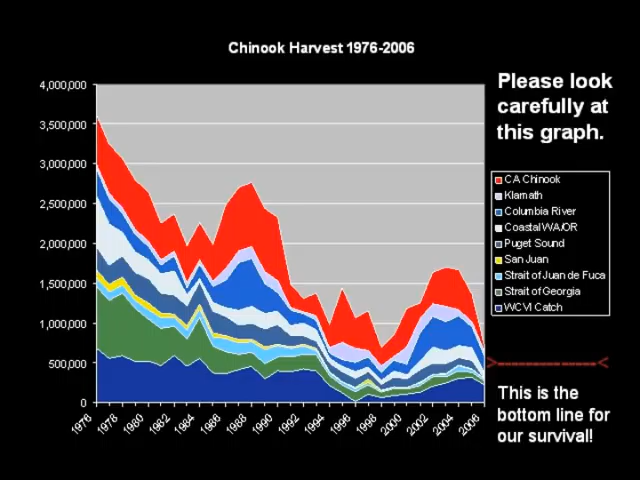 Chinook Harvest 1976-2006
Please look
carefully at
this graph.
4,000,000
3,500,000
3,000,000
2,500,000
2,000,000
1,500,000
1,000,000
500,000
0
1976
1978
1980
1982
1984
1986
1988
1990
1992
1994
1996
1998
2000
2002
2004
2006
CA Chinook
Klamath
Columbia River
Coastal WA/OR
Puget Sound
San Juan
Strait of Juan de Fuca
Strait of Georgia
WCVI Catch
This is the
bottom line for
our survival!